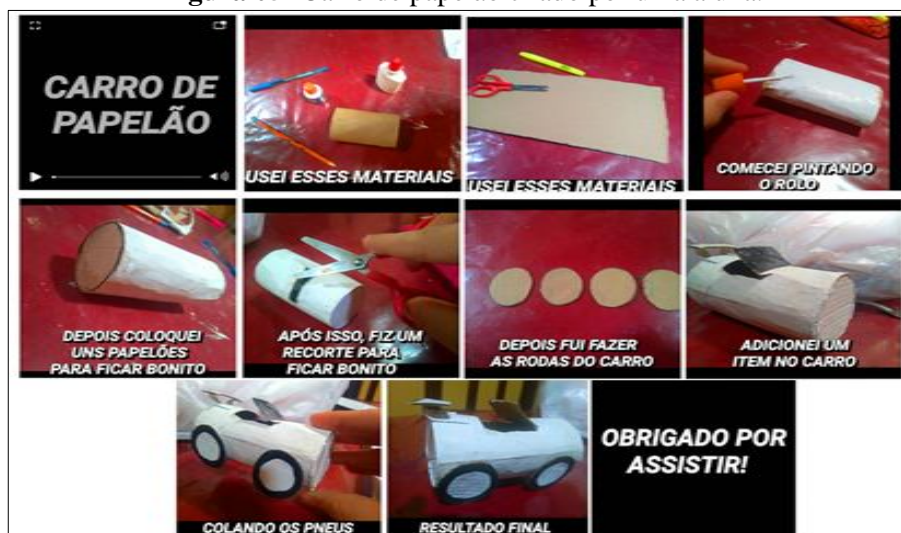 CARRO DE
PAPELÃO
USEI ESSES MATERIAIS
USEI ESSES MATERIAIS
COMECEI PINTANDO
O ROLO
DEPOIS COLOQUEI
UNS PAPELÕES
PARA FICAR BONITO
APÓS ISSO, FIZ UM
RECORTE PARA
FICAR BONITO
DEPOIS FUI FAZER
AS RODAS DO CARRO
ADICIONEI UM
ITEM NO CARRO
COLANDO OS PNEUS
RESULTADO FINAL
OBRIGADO POR
ASSISTIR!